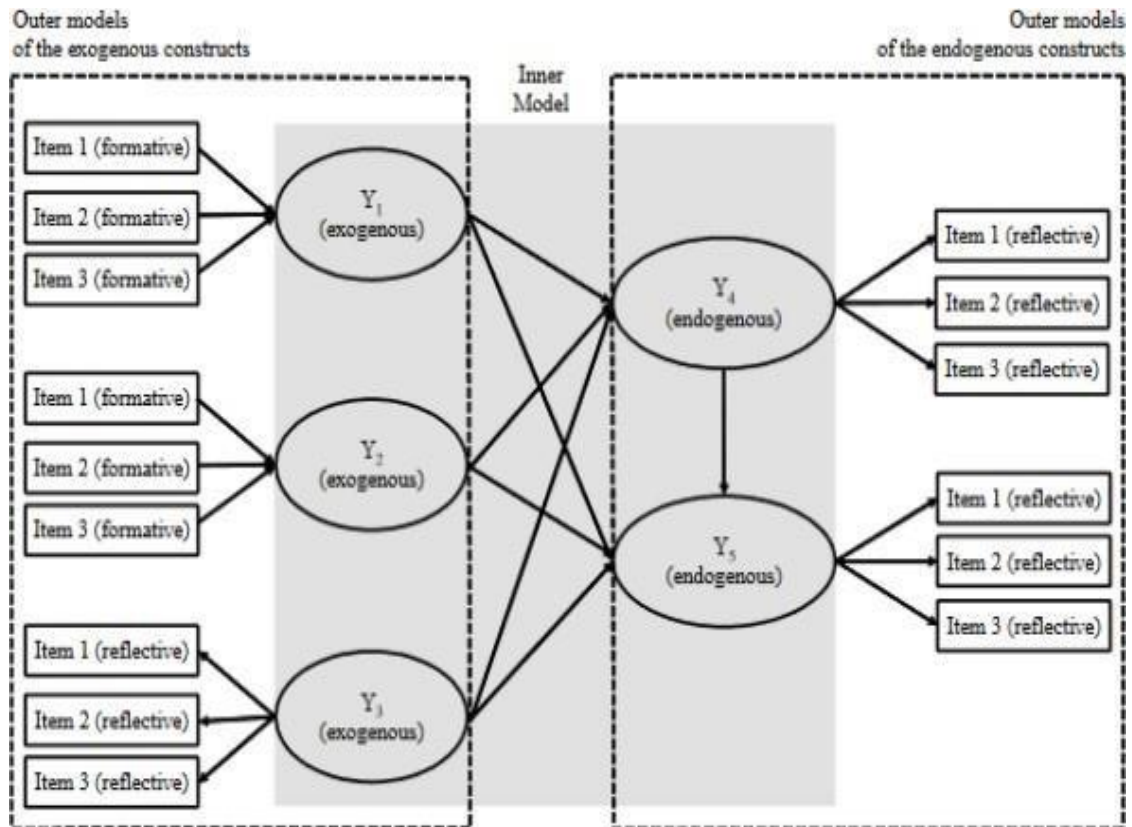 Outer models
of the exogenous constructs
Outer models
of the endogenous constructs
Inner
Model
Item 1 (formative)
Item 2 (formative)
Item 3 (formative)
Y1
(exogenous)
Item 1 (formative)
Item 2 (formative)
Item 3 (formative)
Y2
(exogenous)
Item 1 (reflective)
Item 2 (reflective)
Item 3 (reflective)
Y3
(exogenous)
Y4
(endogenous)
Item 1 (reflective)
Item 2 (reflective)
Item 3 (reflective)
Y5
(endogenous)
Item 1 (reflective)
Item 2 (reflective)
Item 3 (reflective)